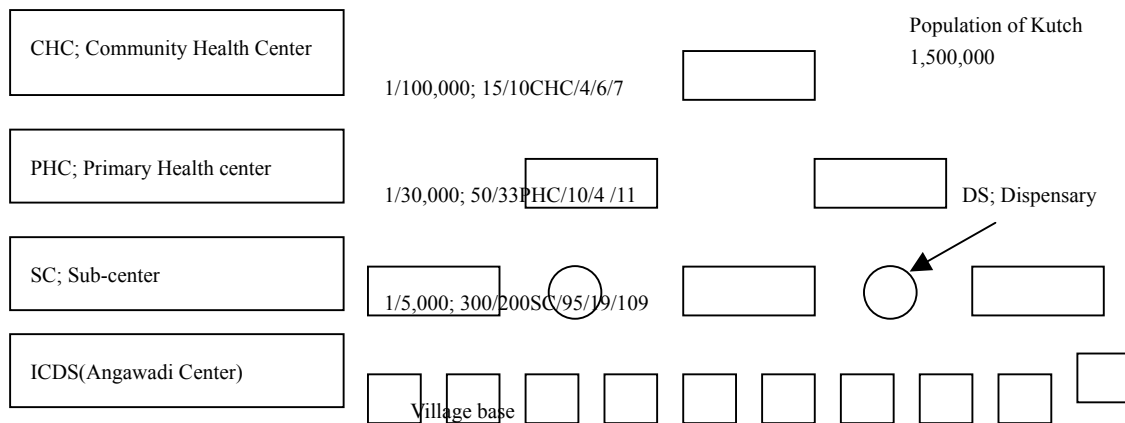 CHC; Community Health Center
Population of Kutch
1,500,000
1/100,000; 15/10CHC/4/6/7
PHC; Primary Health center
1/30,000; 50/33PHC/10/4 /11
DS; Dispensary
SC; Sub-center
1/5,000; 300/200SC/95/19/109
ICDS(Angawadi Center)
Village base